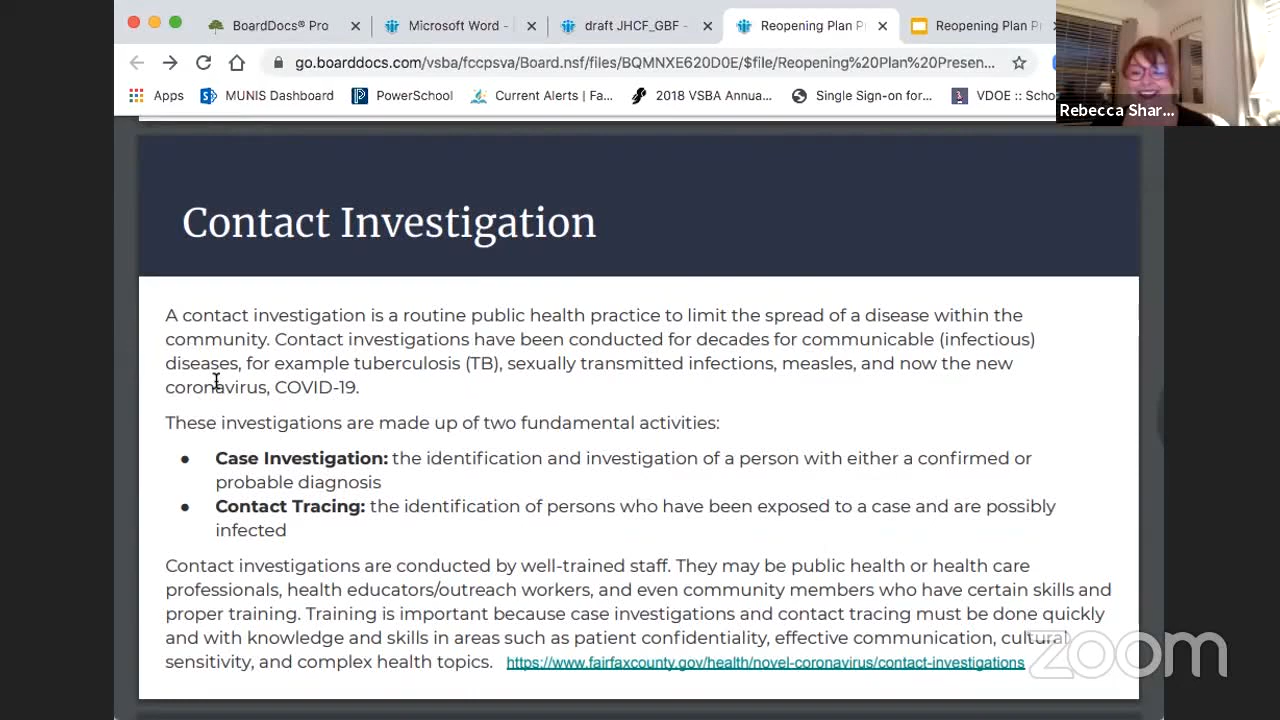 BoardDocs® Pro
Microsoft Word -
draft JHCF_GBF -
Reopening Plan P
Reopening Plan P
go.boarddocs.com/vsba/fccpsva/Board.nsf/files/BQMNXE620D0E/$file/Reopening%20Plan%20Presen...
Apps
MUNIS Dashboard
PowerSchool
Current Alerts | Fa...
2018 VSBA Annua...
Single Sign-on for...
VDOE :: Scho
Rebecca Shar...
Contact Investigation
A contact investigation is a routine public health practice to limit the spread of a disease within the
community. Contact investigations have been conducted for decades for communicable (infectious)
diseases, for example tuberculosis (TB), sexually transmitted infections, measles, and now the new
coronavirus, COVID-19.
These investigations are made up of two fundamental activities:
● Case Investigation: the identification and investigation of a person with either a confirmed or
probable diagnosis
● Contact Tracing: the identification of persons who have been exposed to a case and are possibly
infected
Contact investigations are conducted by well-trained staff. They may be public health or health care
professionals, health educators/outreach workers, and even community members who have certain skills and
proper training. Training is important because case investigations and contact tracing must be done quickly
and with knowledge and skills in areas such as patient confidentiality, effective communication, cultural
sensitivity, and complex health topics. https://www.fairfaxcounty.gov/health/novel-coronavirus/contact-investigations
zoom